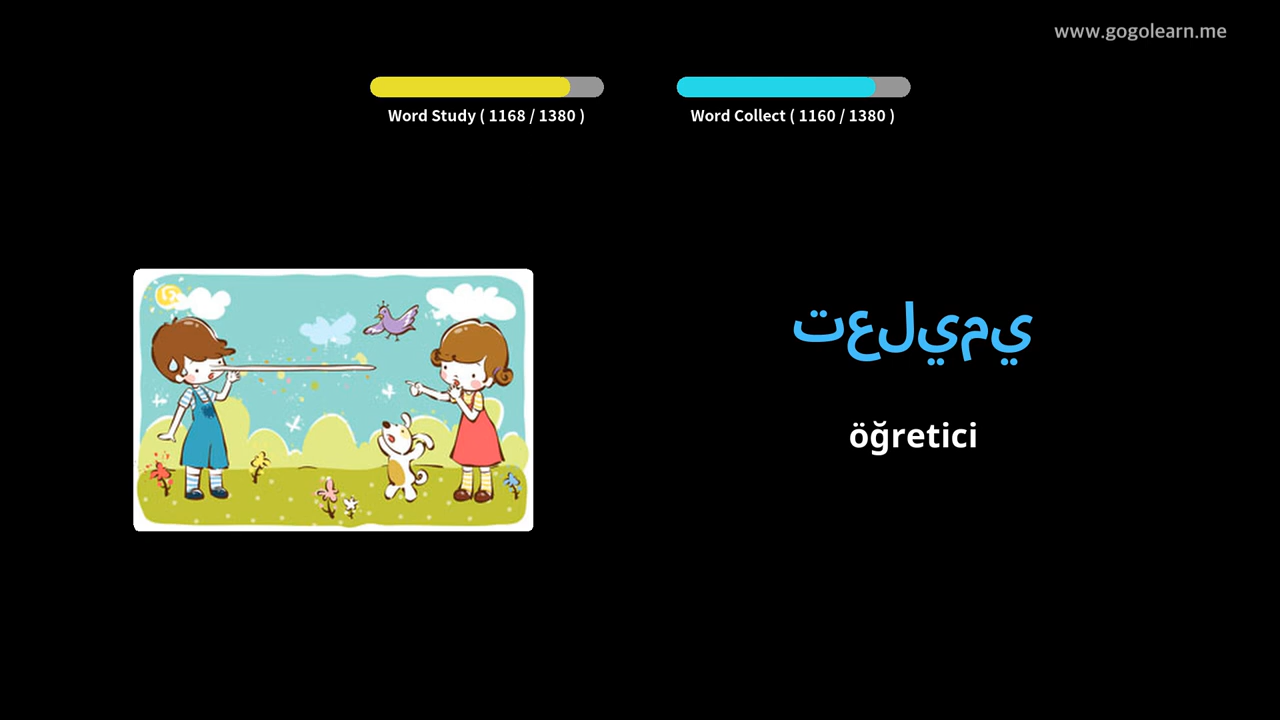 www.gogolearn.me
Word Study ( 1168 / 1380 )
Word Collect ( 1160 / 1380 )
تعليمي
öğretici